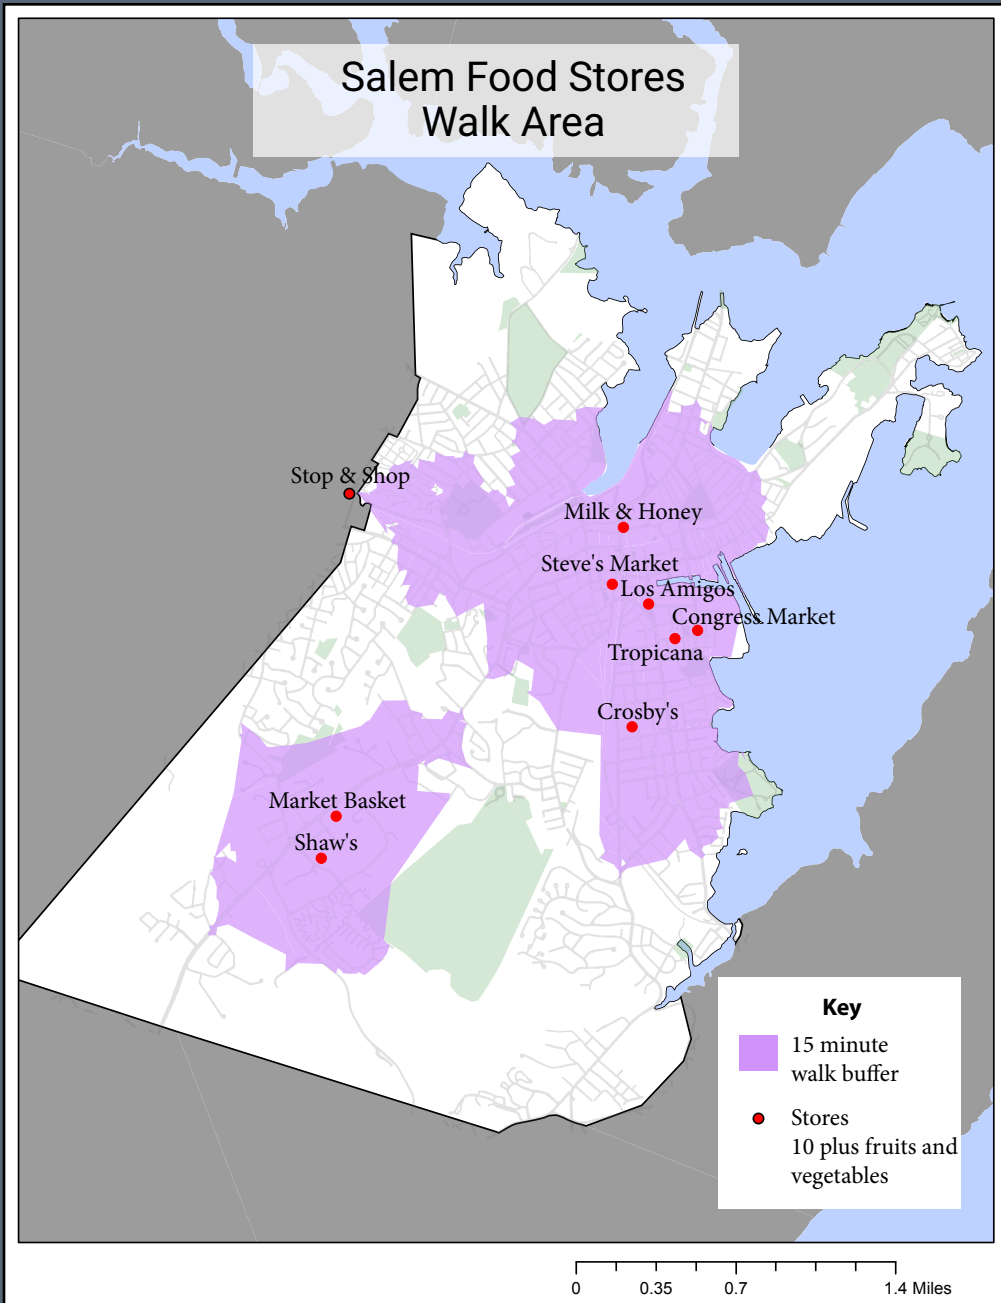 Salem Food Stores
Walk Area
Stop & Shop
Milk & Honey
Steve's Market
Los Amigos
Congress Market
Tropicana
Crosby's
Market Basket
Shaw's
Key
15 minute
walk buffer
Stores
10 plus fruits and
vegetables
0 0.35 0.7 1.4 Miles